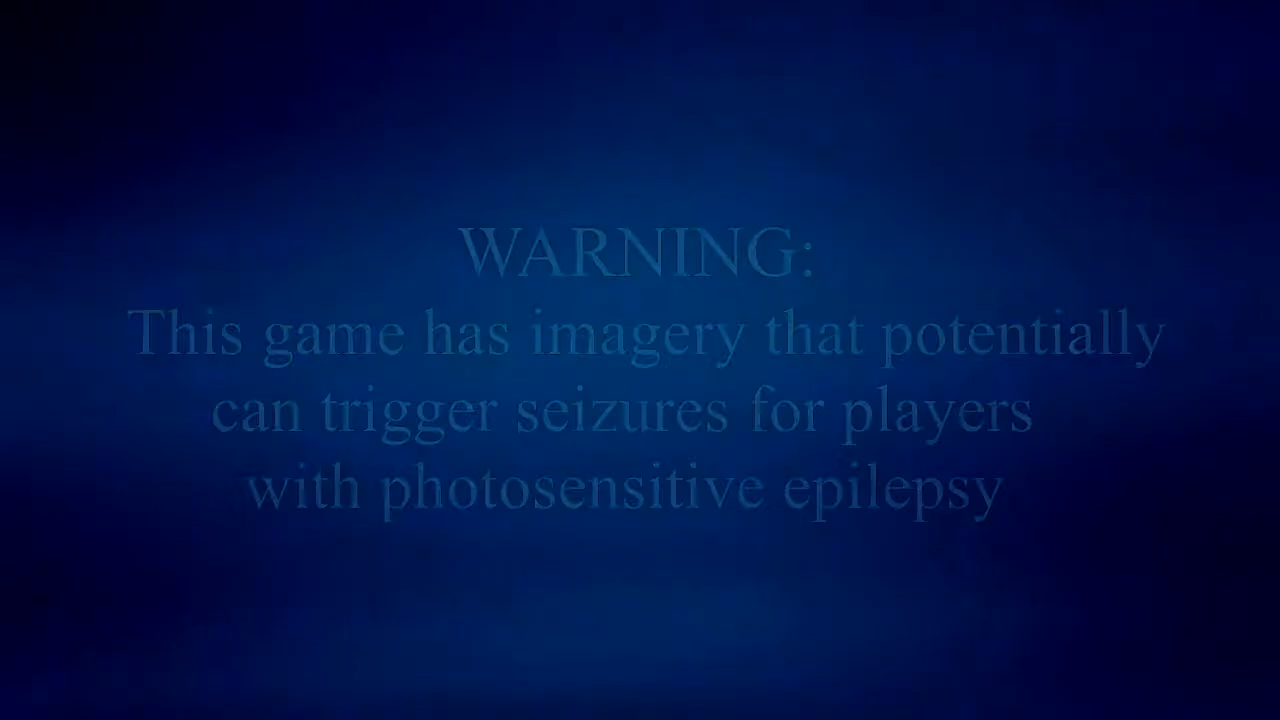 WARNING:
This game has imagery that potentially
can trigger seizures for players
with photosensitive epilepsy